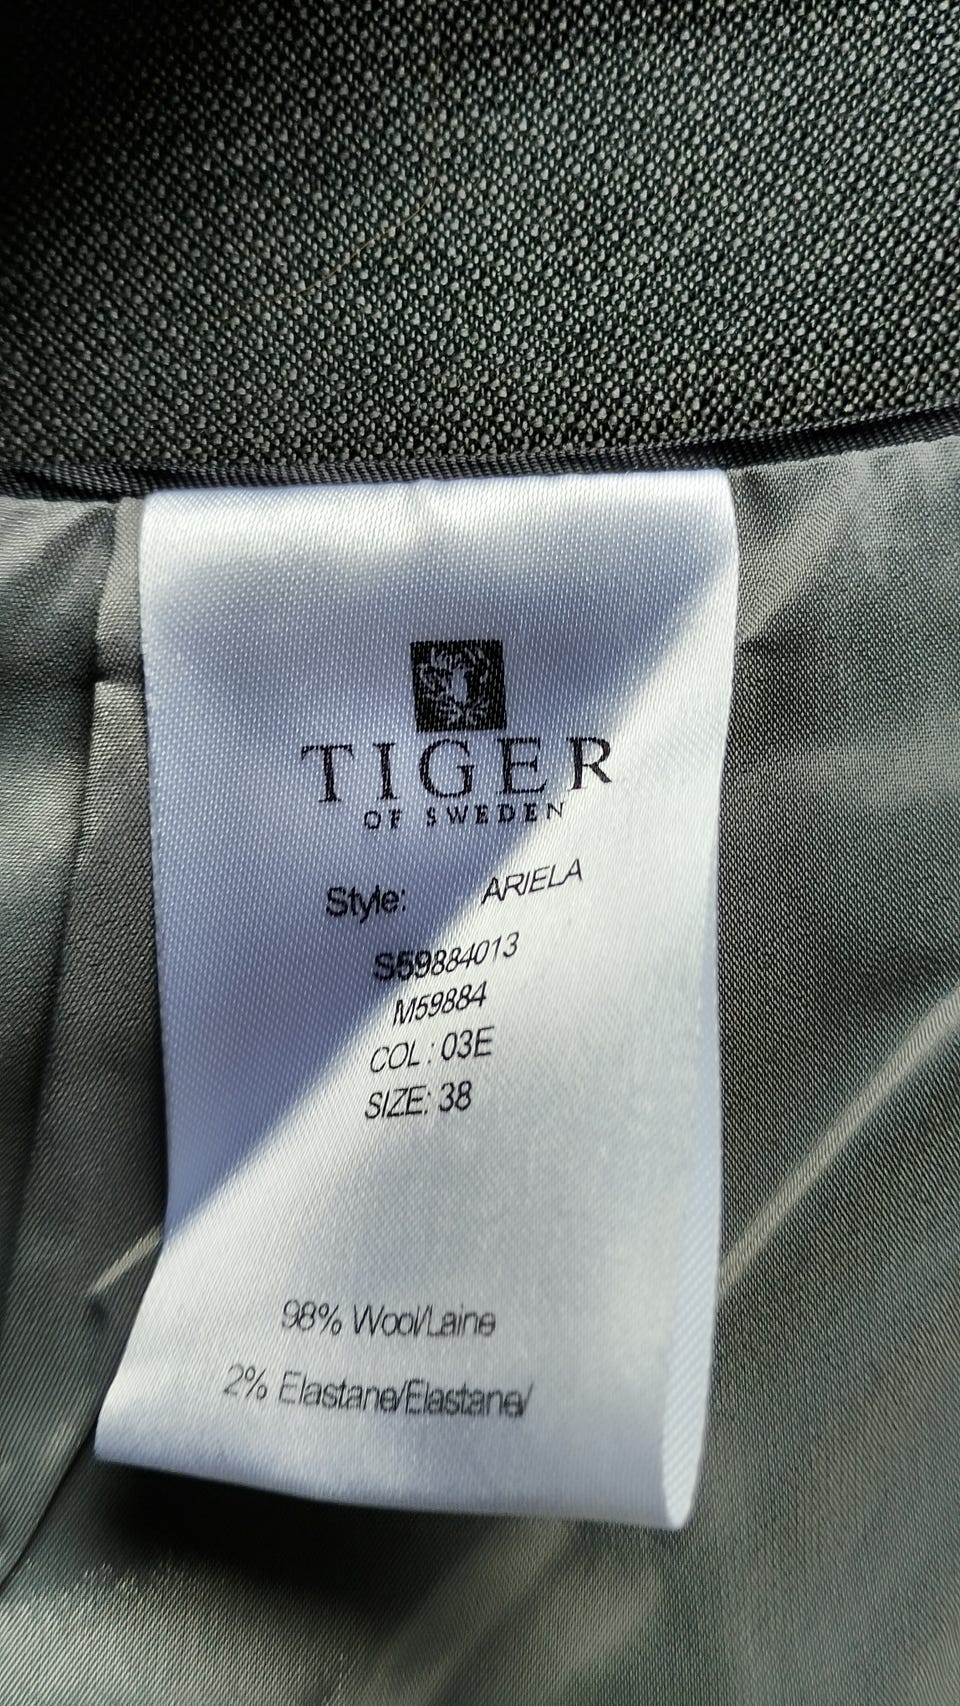 TIGER
OF SWEDEN
Style: ARIELA
S59884013
M59884
COL : 03E
SIZE: 38
98% Wool/Laine
2% Elastane/Elastane/